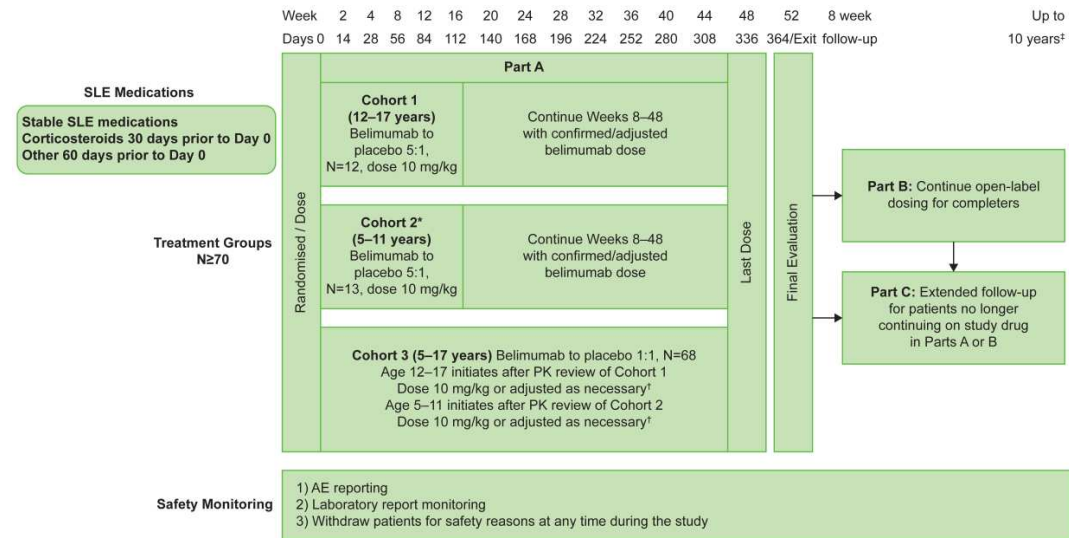 Week 2 4 8 12 16 20 24 28 32 36 40 44 48 52 8 week Up to
Days 0 14 28 56 84 112 140 168 196 224 252 280 308 336 364/Exit follow-up 10 years‡
SLE Medications
Stable SLE medications
Corticosteroids 30 days prior to Day 0
Other 60 days prior to Day 0
Treatment Groups
N≥70
Randomised / Dose
Part A
Cohort 1
(12–17 years)
Belimumab to
placebo 5:1,
N=12, dose 10 mg/kg
Continue Weeks 8–48
with confirmed/adjusted
belimumab dose
Cohort 2*
(5–11 years)
Belimumab to
placebo 5:1,
N=13, dose 10 mg/kg
Continue Weeks 8–48
with confirmed/adjusted
belimumab dose
Cohort 3 (5–17 years) Belimumab to placebo 1:1, N=68
Age 12–17 initiates after PK review of Cohort 1
Dose 10 mg/kg or adjusted as necessary†
Age 5–11 initiates after PK review of Cohort 2
Dose 10 mg/kg or adjusted as necessary†
Last Dose
Final Evaluation
Part B: Continue open-label
dosing for completers
Part C: Extended follow-up
for patients no longer
continuing on study drug
in Parts A or B
Safety Monitoring
1) AE reporting
2) Laboratory report monitoring
3) Withdraw patients for safety reasons at any time during the study